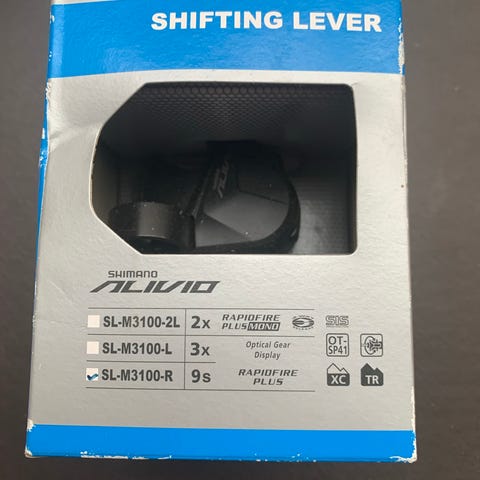 SHIFTING LEVER
ALIVIO
SHIMANO
ALIVIO
SL-M3100-2L 2x RAPIDFIRE PLUS MONO SIS
SL-M3100-L 3x Optical Gear Display OT-SP41
SL-M3100-R 9s RAPIDFIRE PLUS XC TR